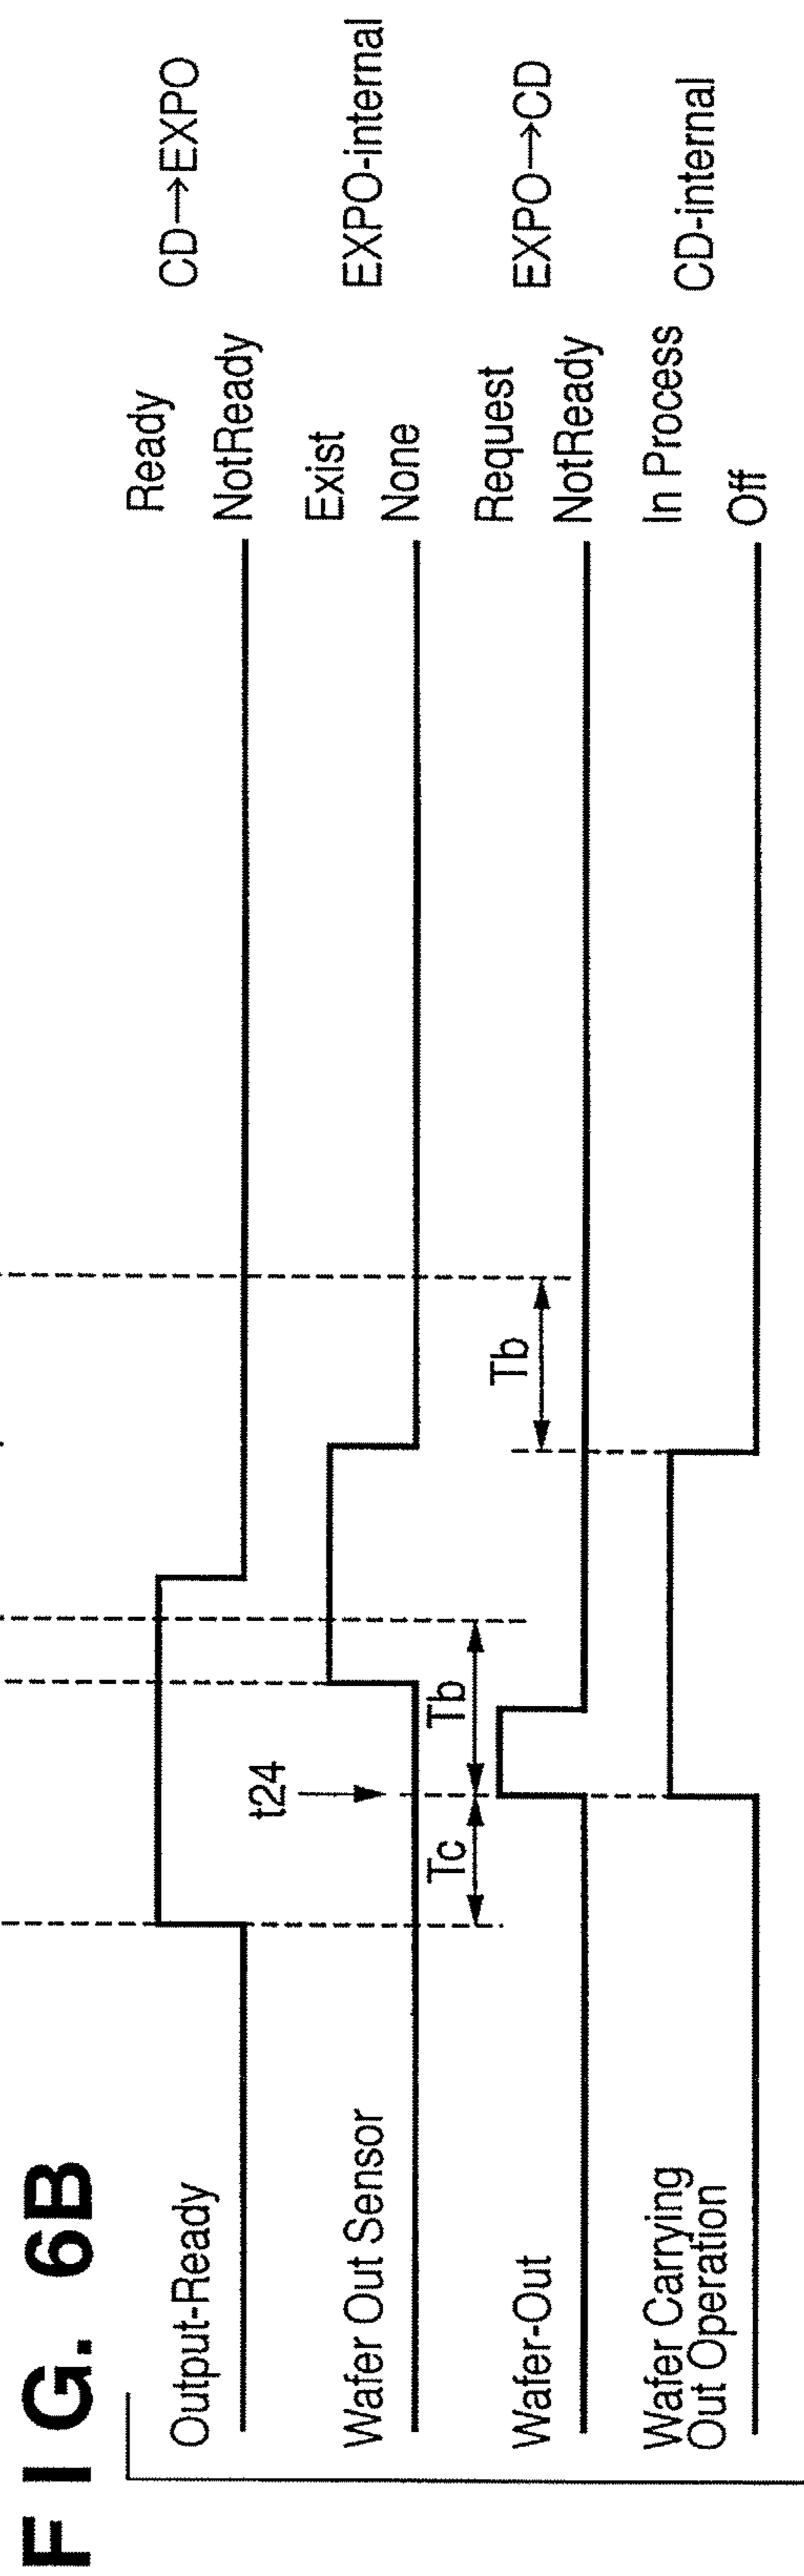 FIG. 6B
Output-Ready
Ready
NotReady
CD→EXPO
Wafer Out Sensor
t24
Exist
None
EXPO-internal
Wafer-Out
Tc
Tb
Tb
Request
NotReady
EXPO→CD
Wafer Carrying
Out Operation
In Process
Off
CD-internal